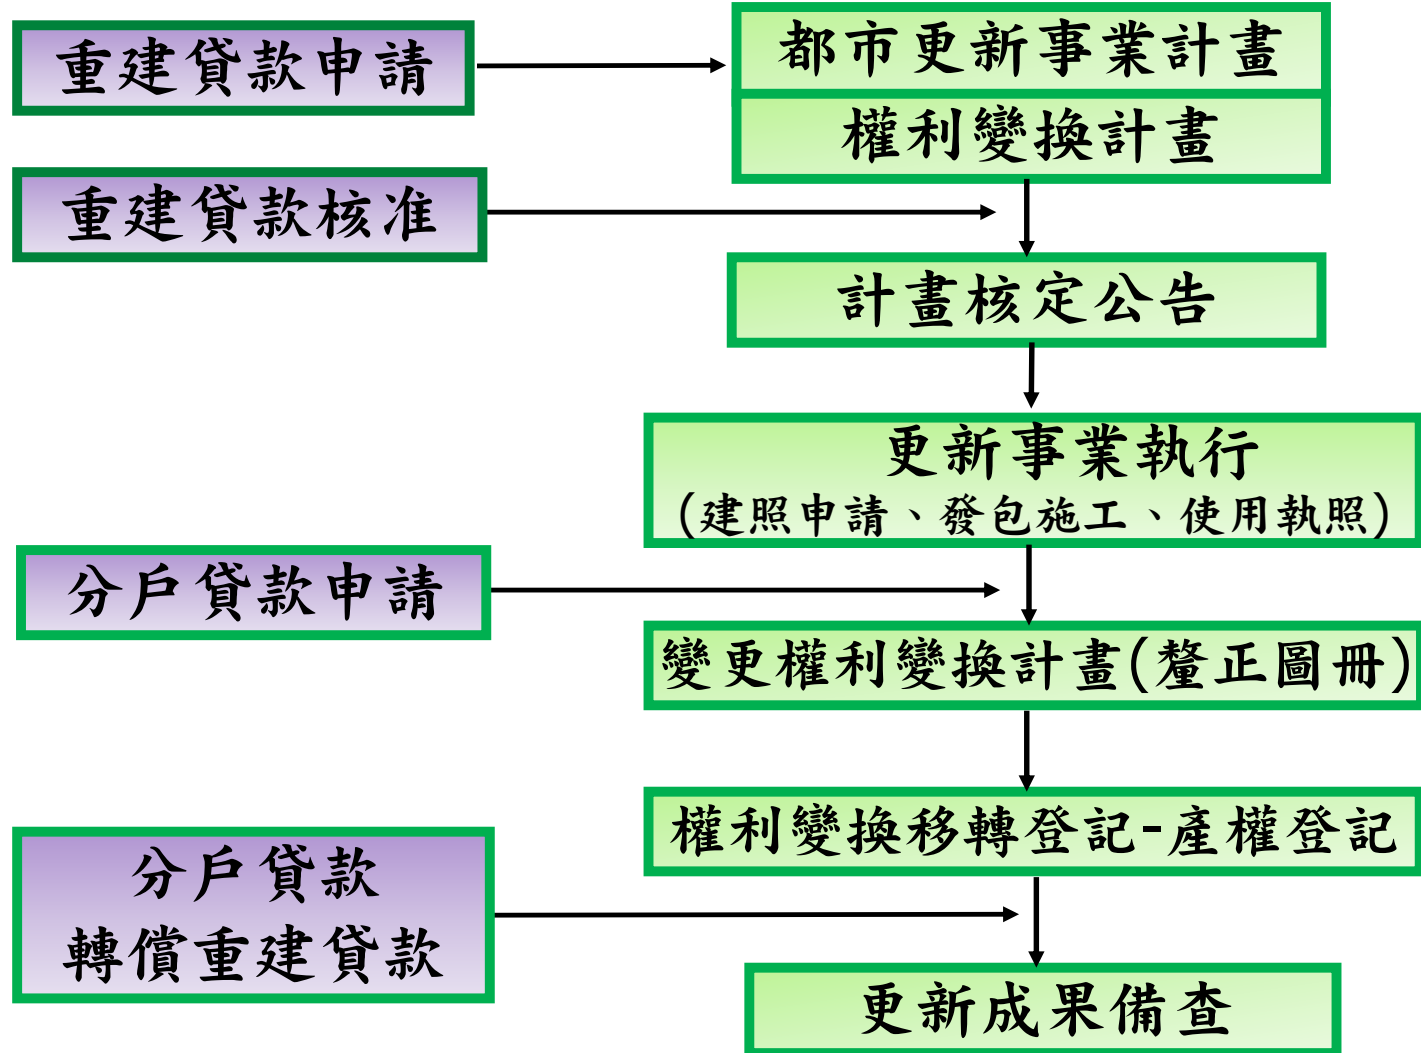 重建貸款申請
都市更新事業計畫
權利變換計畫
重建貸款核准
計畫核定公告
更新事業執行
(建照申請、發包施工、使用執照)
分戶貸款申請
變更權利變換計畫(釐正圖冊)
權利變換移轉登記-產權登記
分戶貸款
轉償重建貸款
更新成果備查